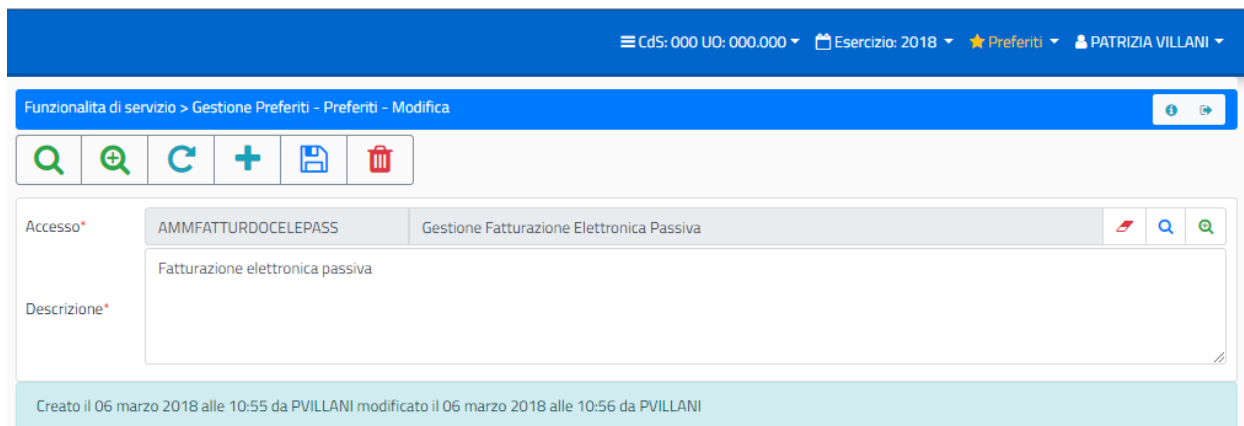 CdS: 000 UO: 000.000 Esercizio: 2018 Preferiti PATRIZIA VILLANI
Funzionalita di servizio > Gestione Preferiti - Preferiti - Modifica
Accesso* AMMFATTURDOCELEPASS Gestione Fatturazione Elettronica Passiva
Fatturazione elettronica passiva
Descrizione*
Creato il 06 marzo 2018 alle 10:55 da PVILLANI modificato il 06 marzo 2018 alle 10:56 da PVILLANI